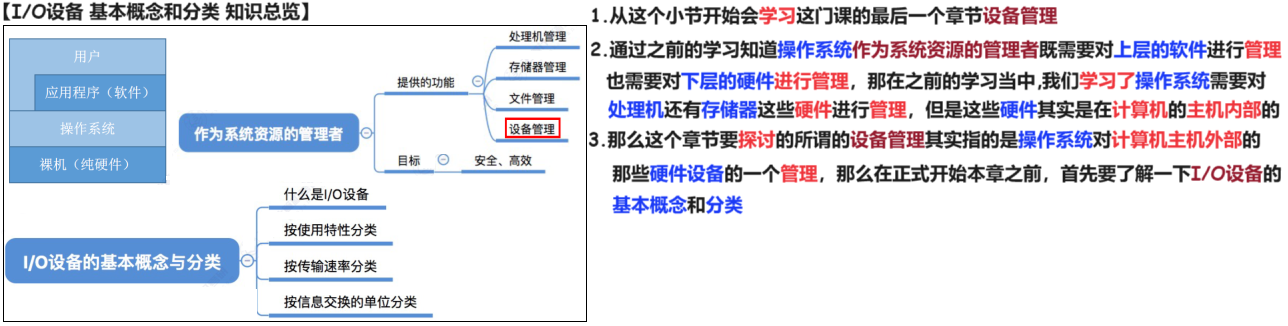 【I/O设备 基本概念和分类 知识总览】
用户
应用程序（软件）
操作系统
裸机（纯硬件）
作为系统资源的管理者
提供的功能
处理机管理
存储器管理
文件管理
设备管理
目标
安全、高效
I/O设备的基本概念与分类
什么是I/O设备
按使用特性分类
按传输速率分类
按信息交换的单位分类
1.从这个小节开始会学习这门课的最后一个章节设备管理
2.通过之前的学习知道操作系统作为系统资源的管理者既需要对上层的软件进行管理
也需要对下层的硬件进行管理，那在之前的学习当中,我们学习了操作系统需要对
处理机还有存储器这些硬件进行管理，但是这些硬件其实是在计算机的主机内部的
3.那么这个章节要探讨的所谓的设备管理其实指的是操作系统对计算机主机外部的
那些硬件设备的一个管理，那么在正式开始本章之前，首先要了解一下I/O设备的
基本概念和分类